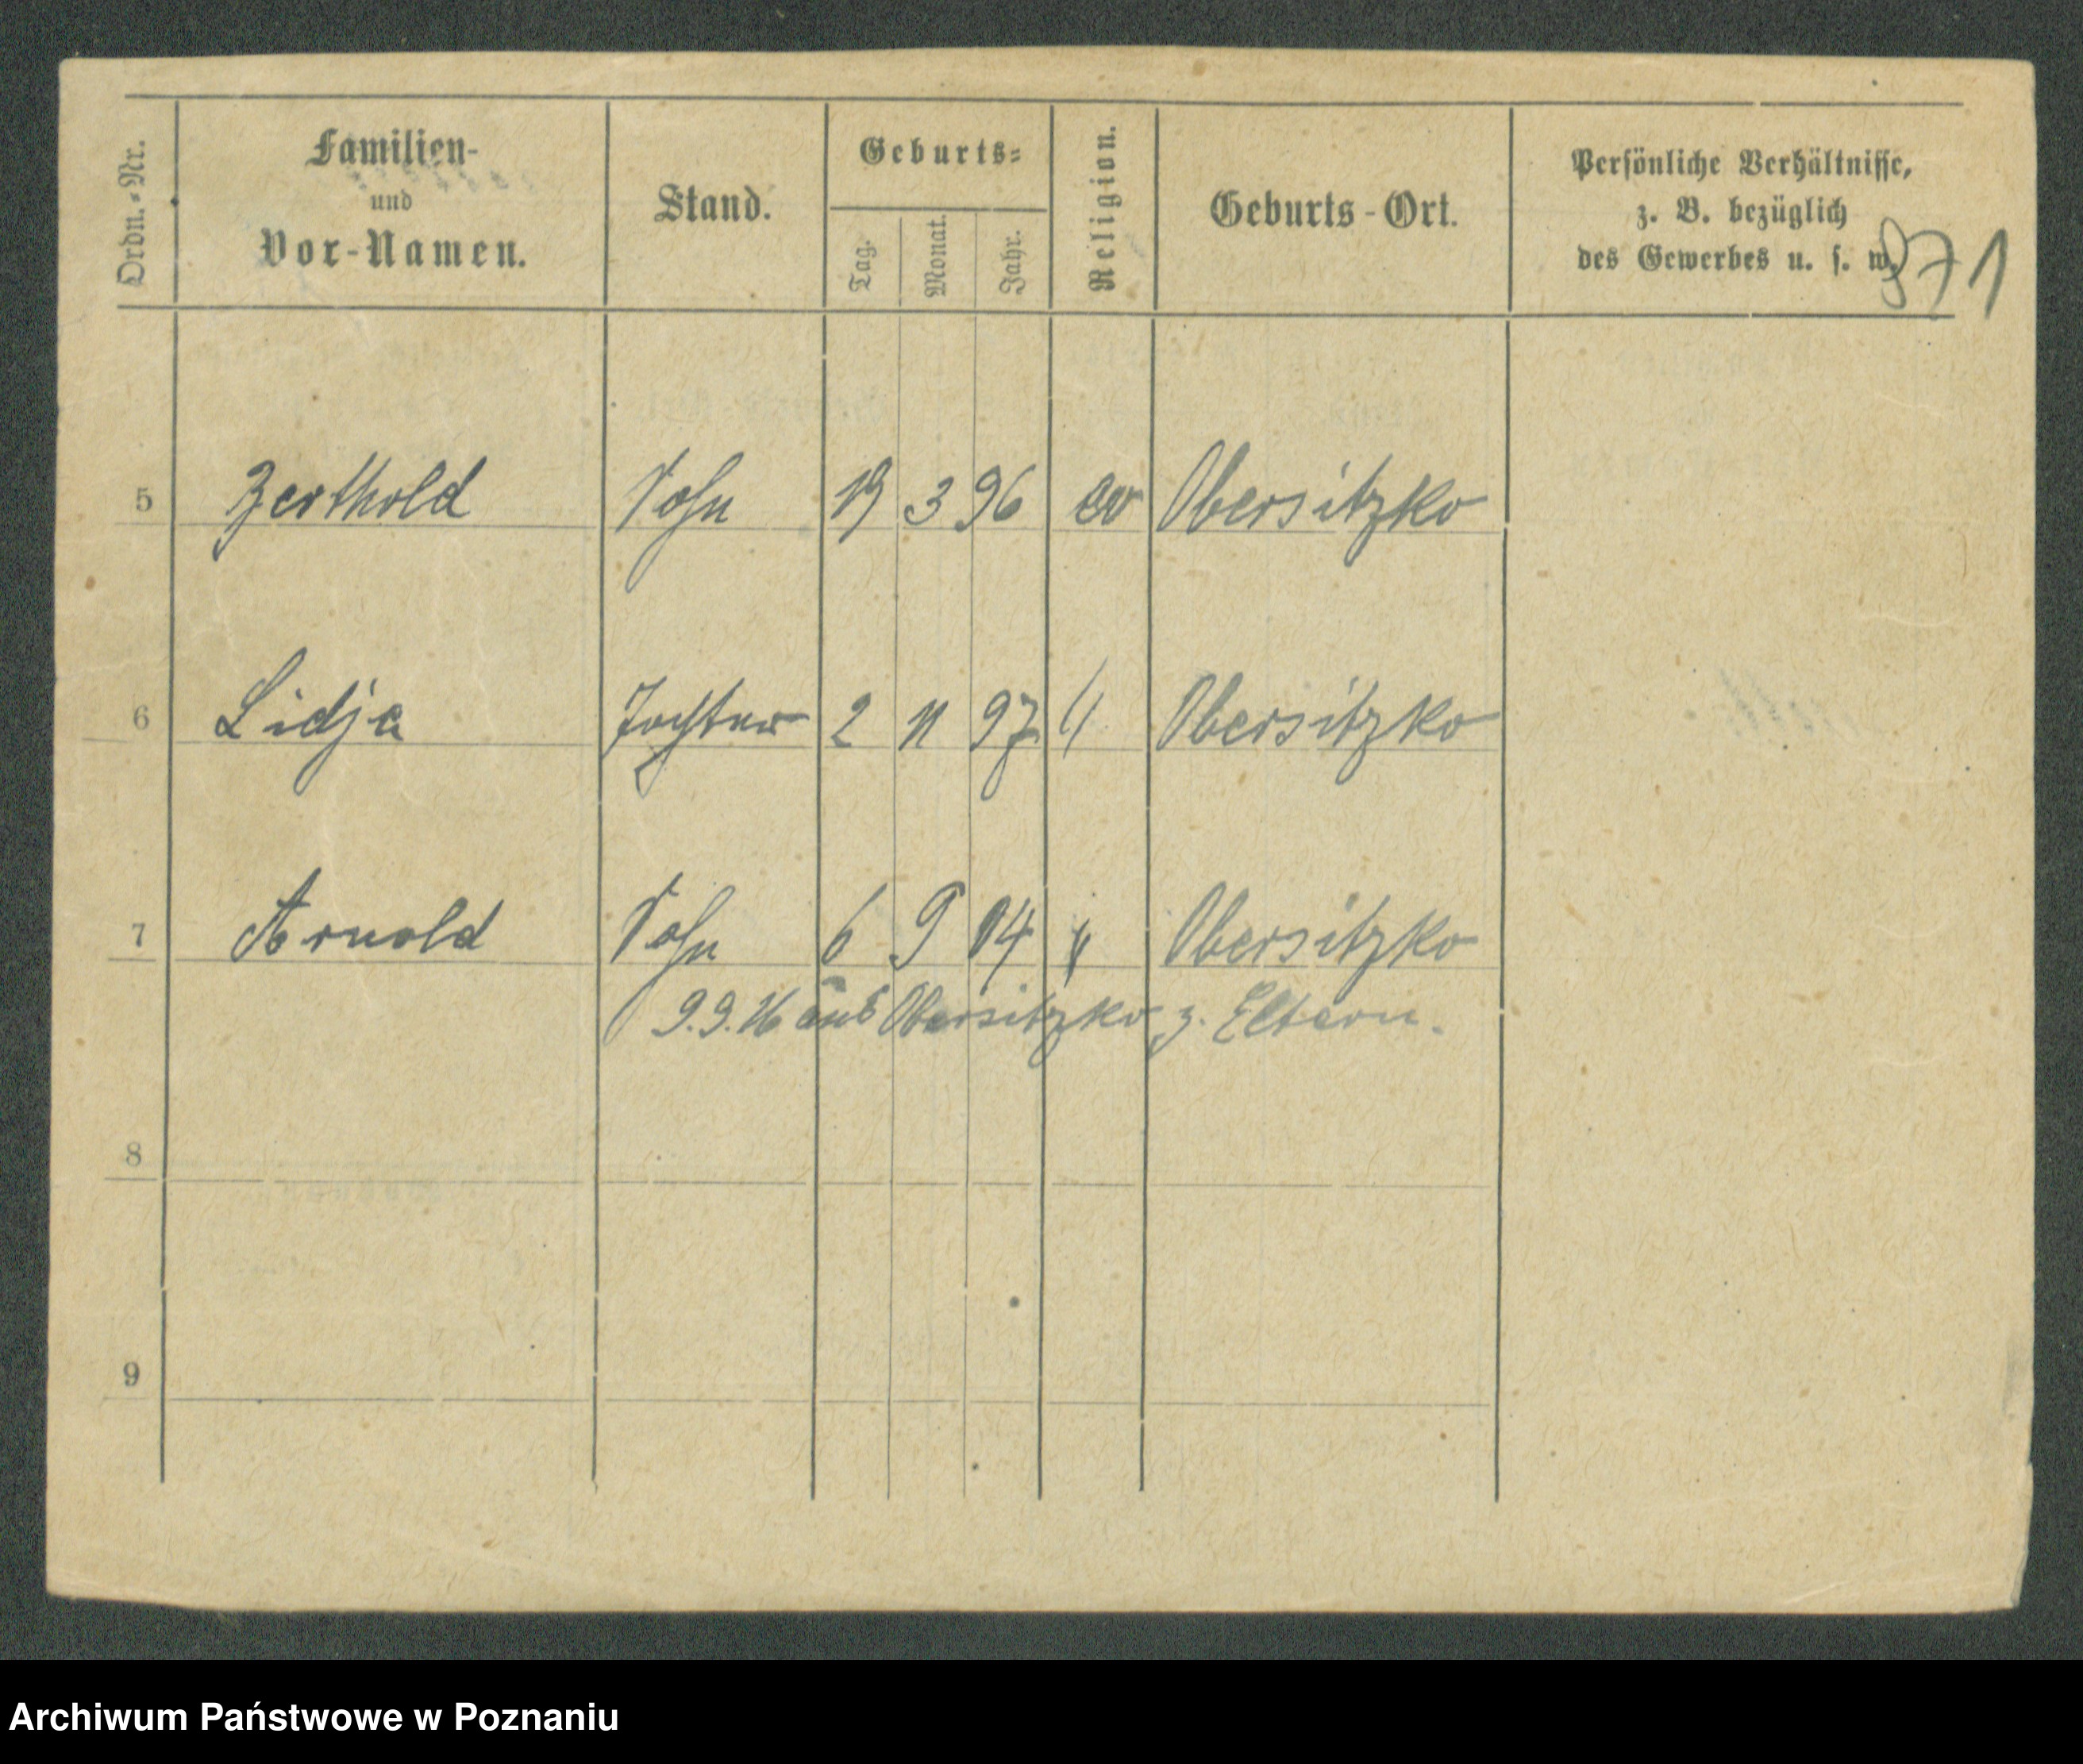 Ordn.-Nr.
Familien-
und
Vor-Namen.
Stand.
Geburts-
Tag.
Monat.
Jahr.
Religion.
Geburts-Ort.
Persönliche Verhältnisse,
z. B. bezüglich
des Gewerbes u. s. w.
871
5 Berthold Sohn 19 3 96 ev Obersitzko
6 Lidja Tochter 2 11 97 " Obersitzko
7 Arnold Sohn 6 9 04 " Obersitzko
9.9.16 aus Obersitzko z. Eltern.
8
9
Archiwum Państwowe w Poznaniu